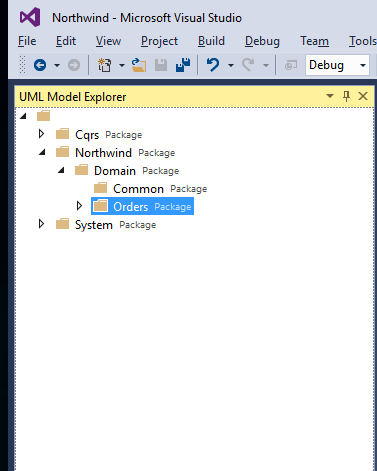 Northwind - Microsoft Visual Studio
File Edit View Project Build Debug Team Tools
Debug
UML Model Explorer
Cqrs Package
Northwind Package
Domain Package
Common Package
Orders Package
System Package